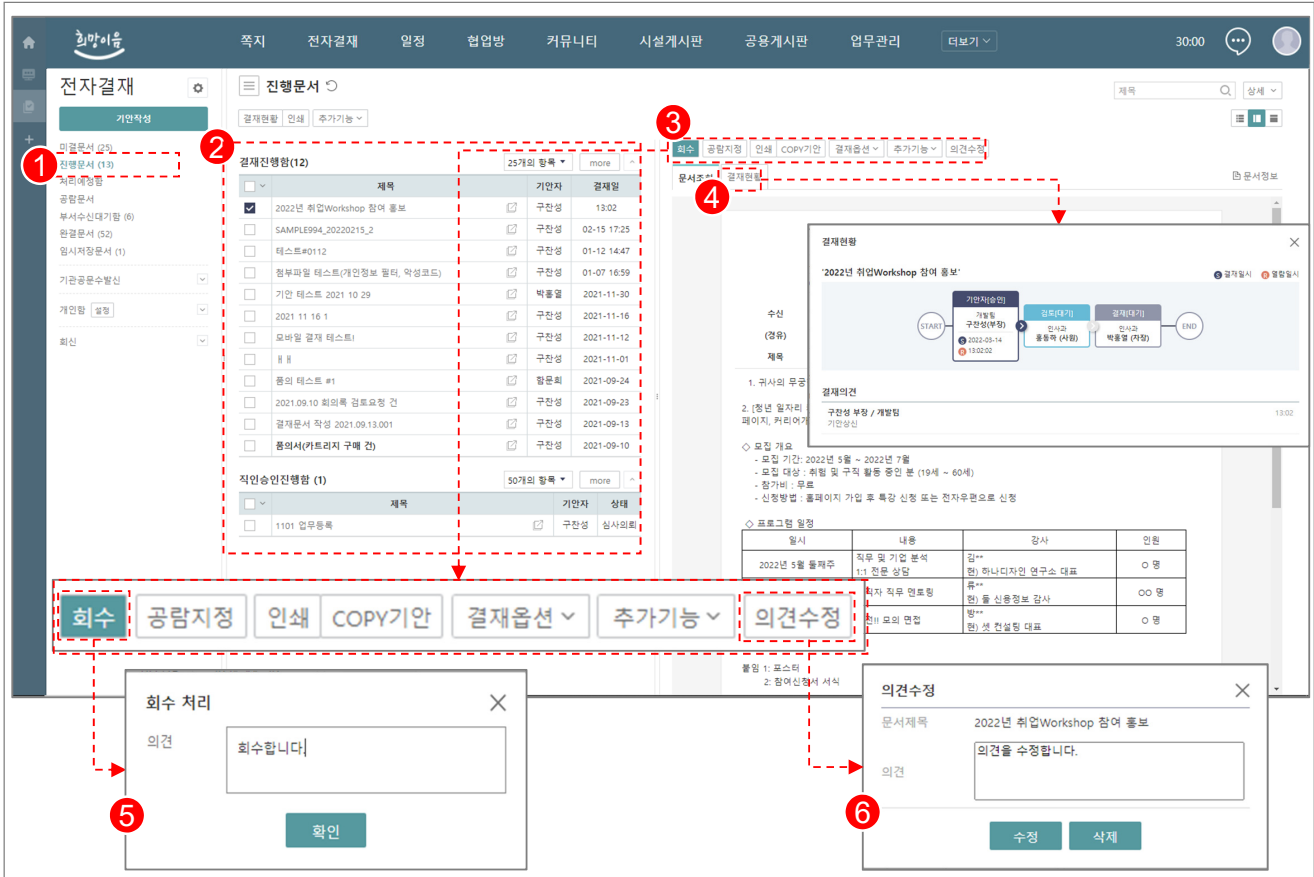 희망이음
쪽지 전자결재 일정 협업방 커뮤니티 시설게시판 공용게시판 업무관리 더보기 30:00
전자결재
기안작성
미결문서 (25)
1
진행문서 (13)
처리예정함
공람문서
부서수신대기함 (6)
완결문서 (52)
임시저장문서 (1)
기관공문수발신
개인함 설정
회신
진행문서
제목 상세
결재현황 인쇄 추가기능
2
결재진행함(12) 25개의 항목 more
제목 기안자 결재일
2022년 취업Workshop 참여 홍보 구찬성 13:02
SAMPLE994_20220215_2 구찬성 02-15 17:25
테스트#0112 구찬성 01-12 14:47
첨부파일 테스트(개인정보 필터, 악성코드) 구찬성 01-07 16:59
기안 테스트 2021 10 29 박홍열 2021-11-30
2021 11 16 1 구찬성 2021-11-16
모바일 결재 테스트! 구찬성 2021-11-12
ㅐㅐ 구찬성 2021-11-01
품의 테스트 #1 함문희 2021-09-24
2021.09.10 회의록 검토요청 건 구찬성 2021-09-23
결재문서 작성 2021.09.13.001 구찬성 2021-09-13
품의서(카트리지 구매 건) 구찬성 2021-09-10
직인승인진행함 (1) 50개의 항목 more
제목 기안자 상태
1101 업무등록 구찬성 심사의뢰
3
회수 공람지정 인쇄 COPY기안 결재옵션 추가기능 의견수정
4
문서조회 결재현황 문서정보
결재현황
'2022년 취업Workshop 참여 홍보' 결재일시 열람일시
START
기안자[승인]
개발팀
구찬성(부장)
2022-03-14
13:02:02
검토[대기]
인사과
홍동하 (사원)
결재[대기]
인사과
박홍열 (차장)
END
결재의견
구찬성 부장 / 개발팀 13:02
기안상신
수신
(경유)
제목
1. 귀사의 무궁
2. [청년 일자리
페이지, 커리어가
◇ 모집 개요
- 모집 기간: 2022년 5월 ~ 2022년 7월
- 모집 대상 : 취험 및 구직 활동 중인 분 (19세 ~ 60세)
- 참가비 : 무료
- 신청방법 : 홈페이지 가입 후 특강 신청 또는 전자우편으로 신청
◇ 프로그램 일정
일시 내용 강사 인원
2022년 5월 둘째주 직무 및 기업 분석 김** ○ 명
1:1 전문 상담 현) 하나디자인 연구소 대표
직자 직무 멘토링 류** ○○ 명
현) 둘 신용정보 감사
전!! 모의 면접 방** ○ 명
현) 셋 컨설팅 대표
붙임 1: 포스터
2: 참여신청서 서식
회수 공람지정 인쇄 COPY기안 결재옵션 추가기능 의견수정
회수 처리
의견 회수합니다.
확인
5
의견수정
문서제목 2022년 취업Workshop 참여 홍보
의견 의견을 수정합니다.
수정 삭제
6